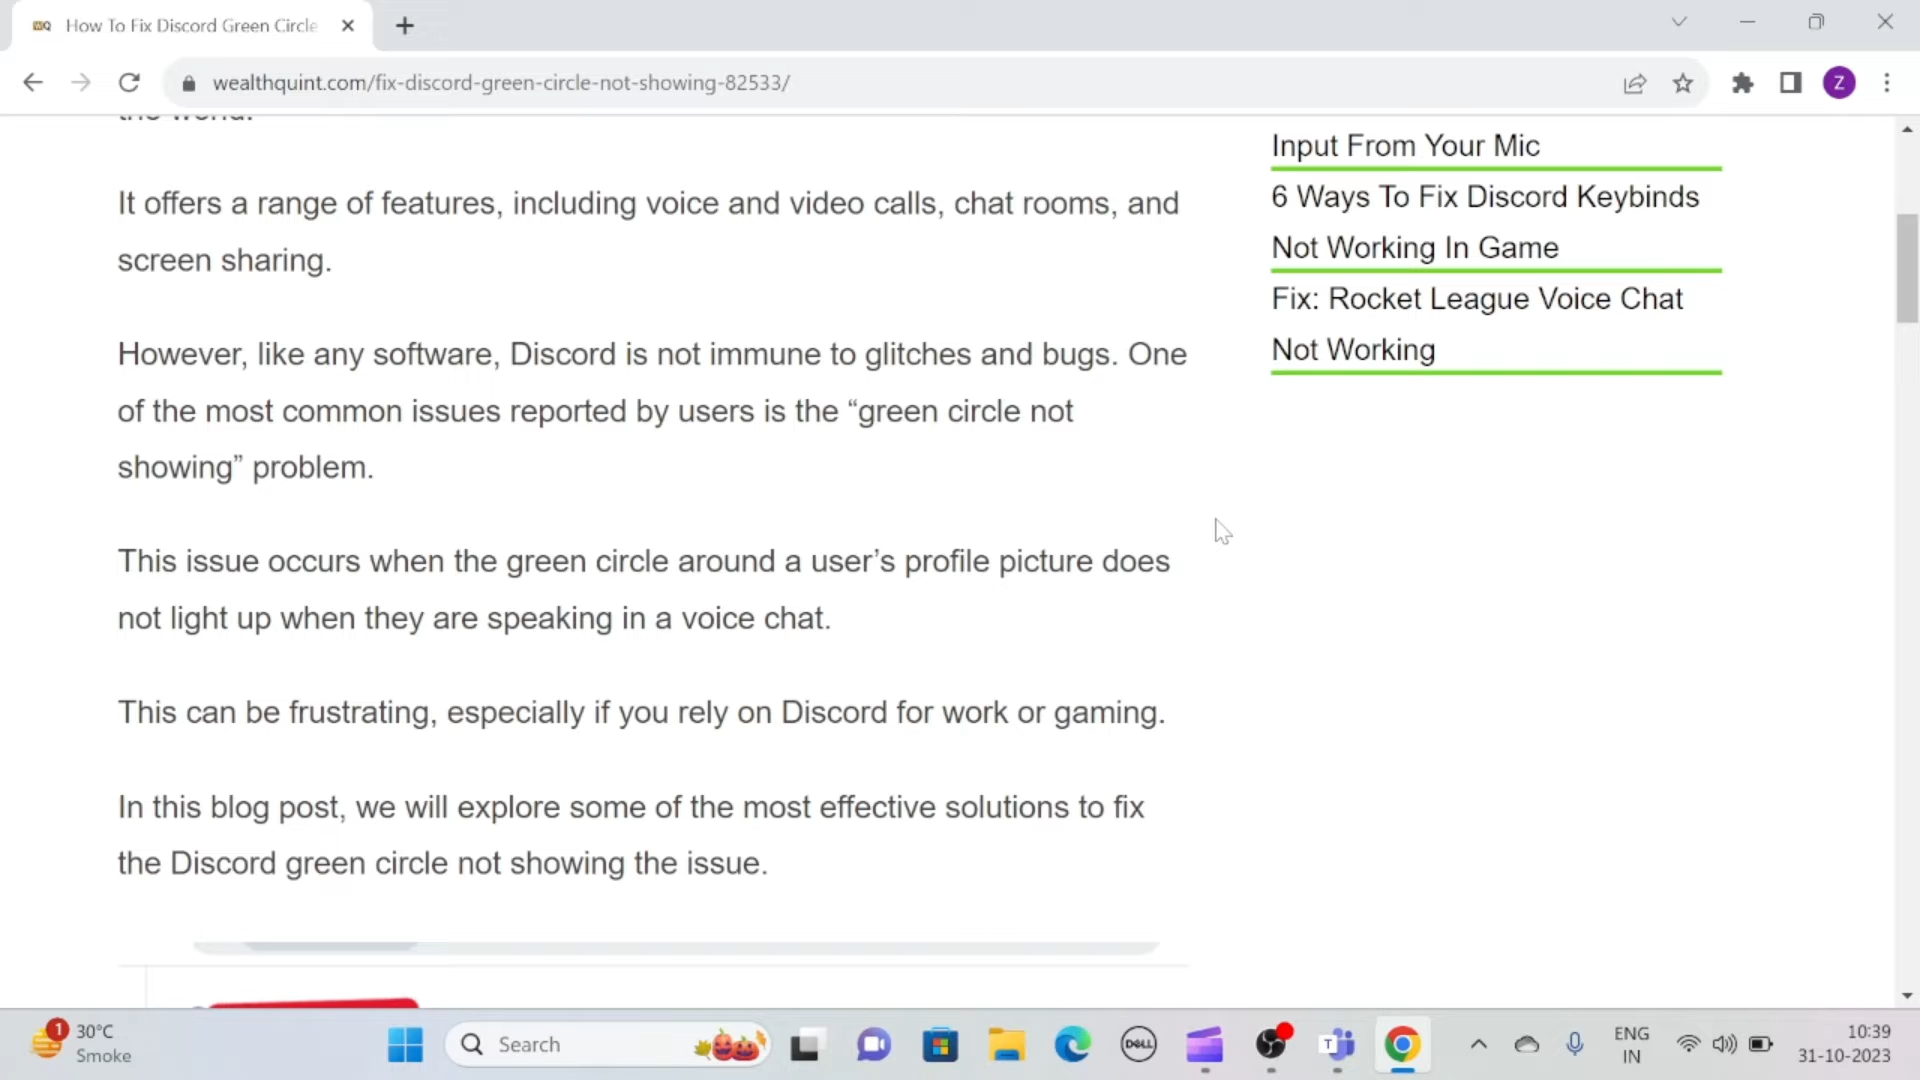 How To Fix Discord Green Circle
wealthquint.com/fix-discord-green-circle-not-showing-82533/
Z
the world.
It offers a range of features, including voice and video calls, chat rooms, and
screen sharing.
However, like any software, Discord is not immune to glitches and bugs. One
of the most common issues reported by users is the “green circle not
showing” problem.
This issue occurs when the green circle around a user’s profile picture does
not light up when they are speaking in a voice chat.
This can be frustrating, especially if you rely on Discord for work or gaming.
In this blog post, we will explore some of the most effective solutions to fix
the Discord green circle not showing the issue.
Input From Your Mic
6 Ways To Fix Discord Keybinds
Not Working In Game
Fix: Rocket League Voice Chat
Not Working
1
30°C
Smoke
Search
DELL
T
ENG
IN
10:39
31-10-2023